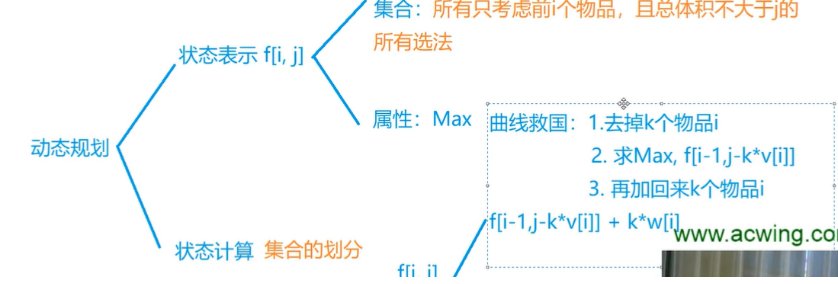 集合：所有只考虑前i个物品，且总体积不大于j的
所有选法
状态表示 f[i, j]
属性：Max
曲线救国：1.去掉k个物品i
2. 求Max, f[i-1,j-k*v[i]]
3. 再加回来k个物品i
f[i-1,j-k*v[i]] + k*w[i]
动态规划
状态计算 集合的划分
www.acwing.co
f[i, j]